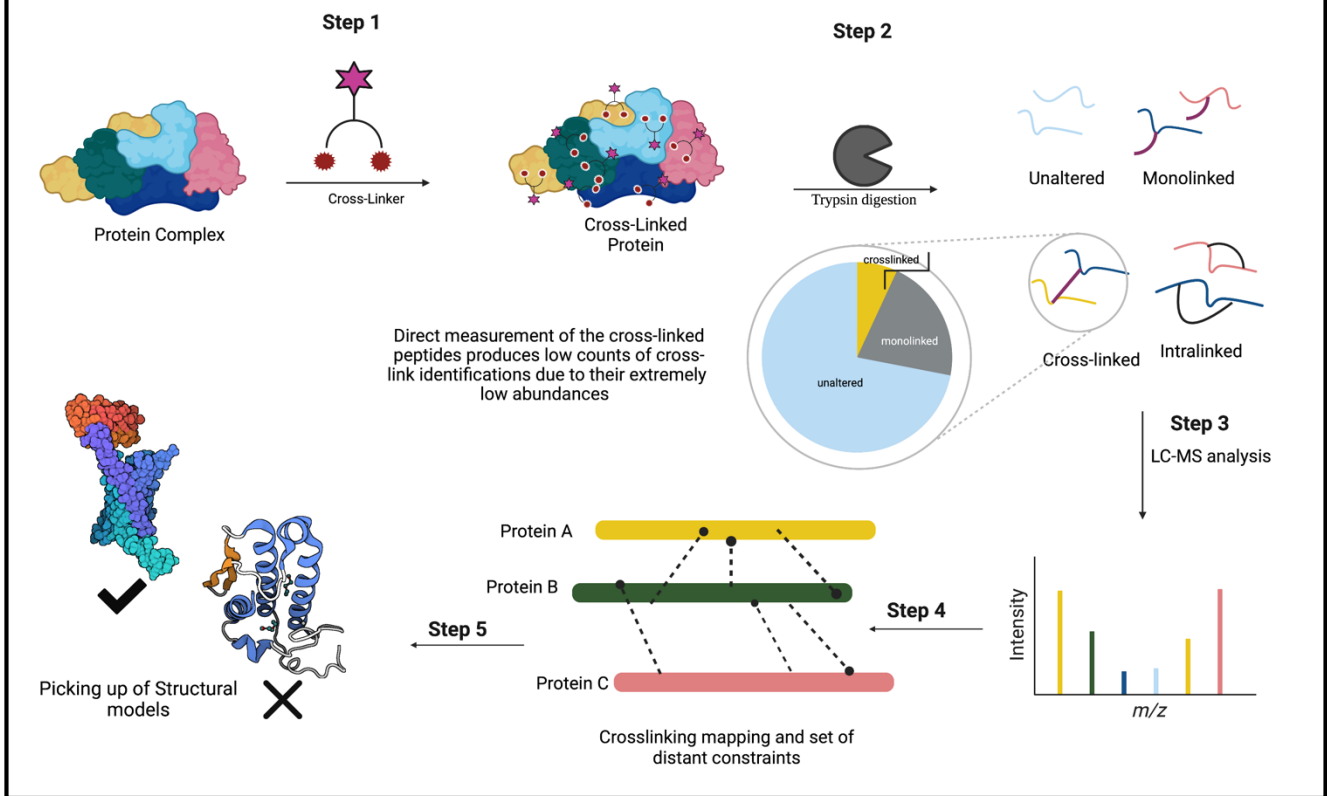 Step 1
Step 2
Cross-Linker
Protein Complex
Cross-Linked
Protein
Trypsin digestion
Unaltered
Monolinked
crosslinked
monolinked
unaltered
Cross-linked
Intralinked
Direct measurement of the cross-linked
peptides produces low counts of cross-
link identifications due to their extremely
low abundances
Step 3
LC-MS analysis
Intensity
m/z
Step 4
Protein A
Protein B
Protein C
Crosslinking mapping and set of
distant constraints
Step 5
Picking up of Structural
models